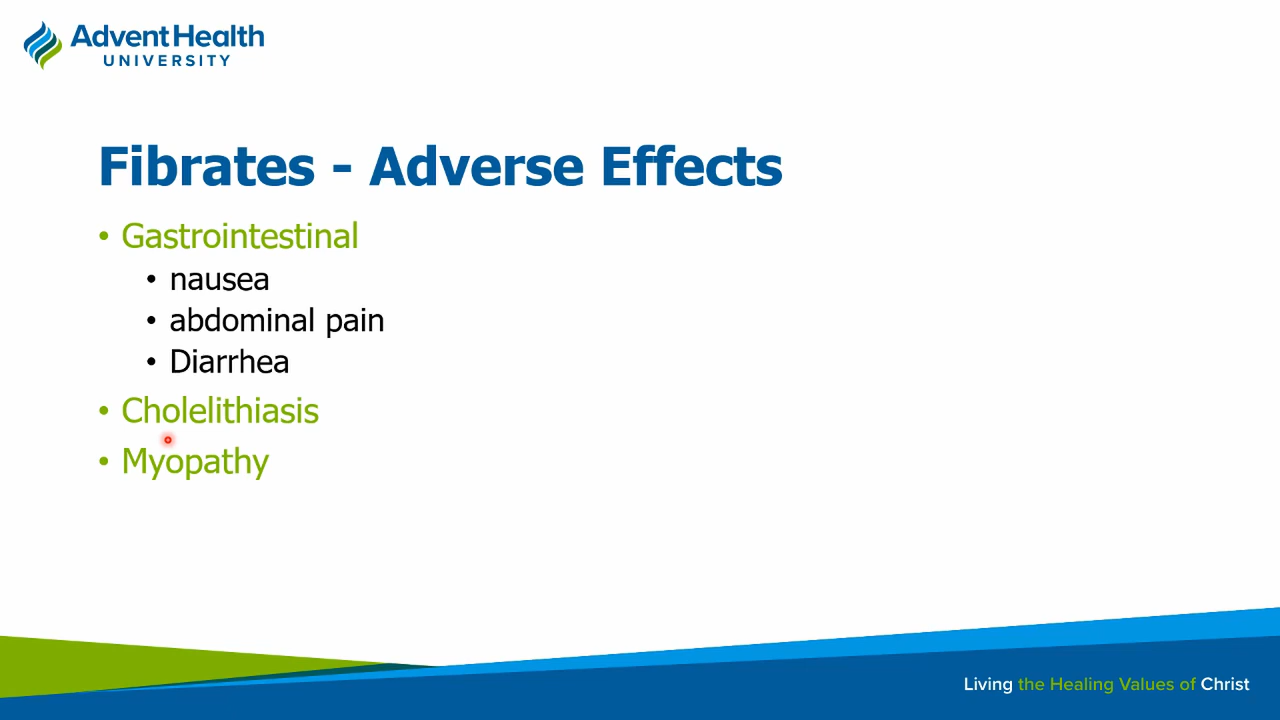 AdventHealth
UNIVERSITY
Fibrates - Adverse Effects
• Gastrointestinal
• nausea
• abdominal pain
• Diarrhea
• Cholelithiasis
• Myopathy
Living the Healing Values of Christ